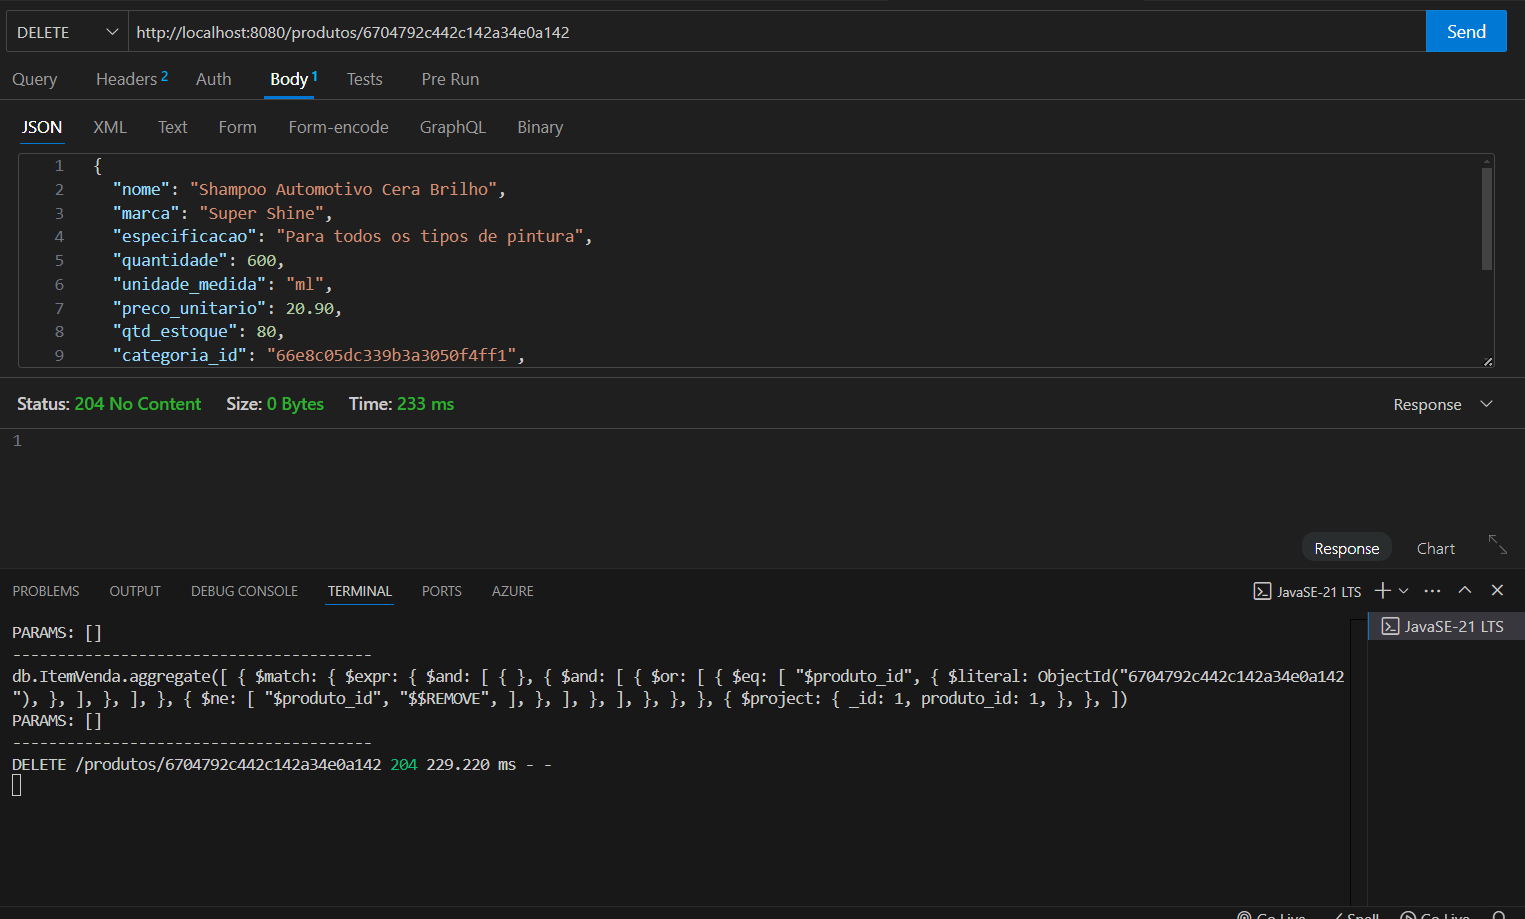 DELETE http://localhost:8080/produtos/6704792c442c142a34e0a142 Send
Query Headers 2 Auth Body 1 Tests Pre Run
JSON XML Text Form Form-encode GraphQL Binary
1 {
2 "nome": "Shampoo Automotivo Cera Brilho",
3 "marca": "Super Shine",
4 "especificacao": "Para todos os tipos de pintura",
5 "quantidade": 600,
6 "unidade_medida": "ml",
7 "preco_unitario": 20.90,
8 "qtd_estoque": 80,
9 "categoria_id": "66e8c05dc339b3a3050f4ff1",
Status: 204 No Content Size: 0 Bytes Time: 233 ms Response
1
Response Chart
PROBLEMS OUTPUT DEBUG CONSOLE TERMINAL PORTS AZURE JavaSE-21 LTS
JavaSE-21 LTS
PARAMS: []
----------------------------------------
db.ItemVenda.aggregate([ { $match: { $expr: { $and: [ { }, { $and: [ { $or: [ { $eq: [ "$produto_id", { $literal: ObjectId("6704792c442c142a34e0a142
"), }, ], }, ], }, { $ne: [ "$produto_id", "$$REMOVE", ], }, ], }, ], }, }, }, { $project: { _id: 1, produto_id: 1, }, }, ])
PARAMS: []
----------------------------------------
DELETE /produtos/6704792c442c142a34e0a142 204 229.220 ms - -
Go Live Spell Go Live